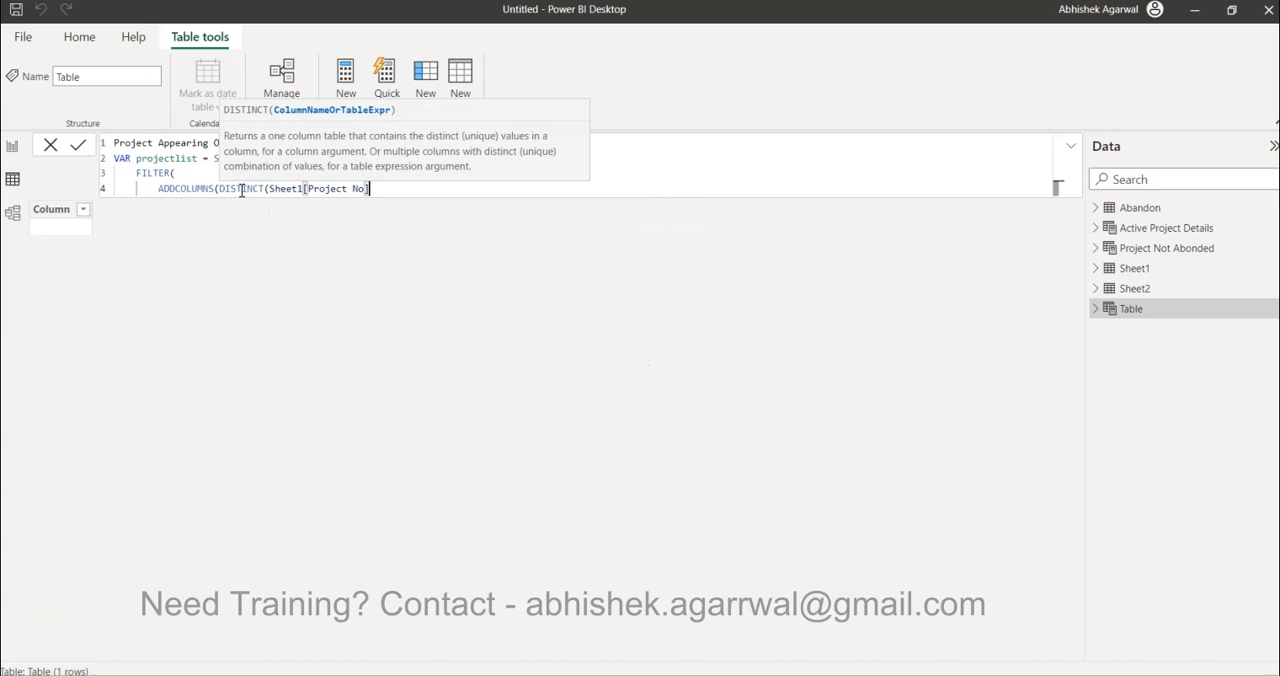 Untitled - Power BI Desktop
Abhishek Agarwal
File Home Help Table tools
Name Table
Mark as date
table
Manage
New Quick New New
Structure
Calenda
DISTINCT(ColumnNameOrTableExpr)
Returns a one column table that contains the distinct (unique) values in a
column, for a column argument. Or multiple columns with distinct (unique)
combination of values, for a table expression argument.
1 Project Appearing O
2 VAR projectlist = S
3 FILTER(
4 ADDCOLUMNS(DISTINCT(Sheet1[Project No]
Column
Data
Search
Abandon
Active Project Details
Project Not Abonded
Sheet1
Sheet2
Table
Need Training? Contact - abhishek.agarrwal@gmail.com
Table: Table (1 rows)